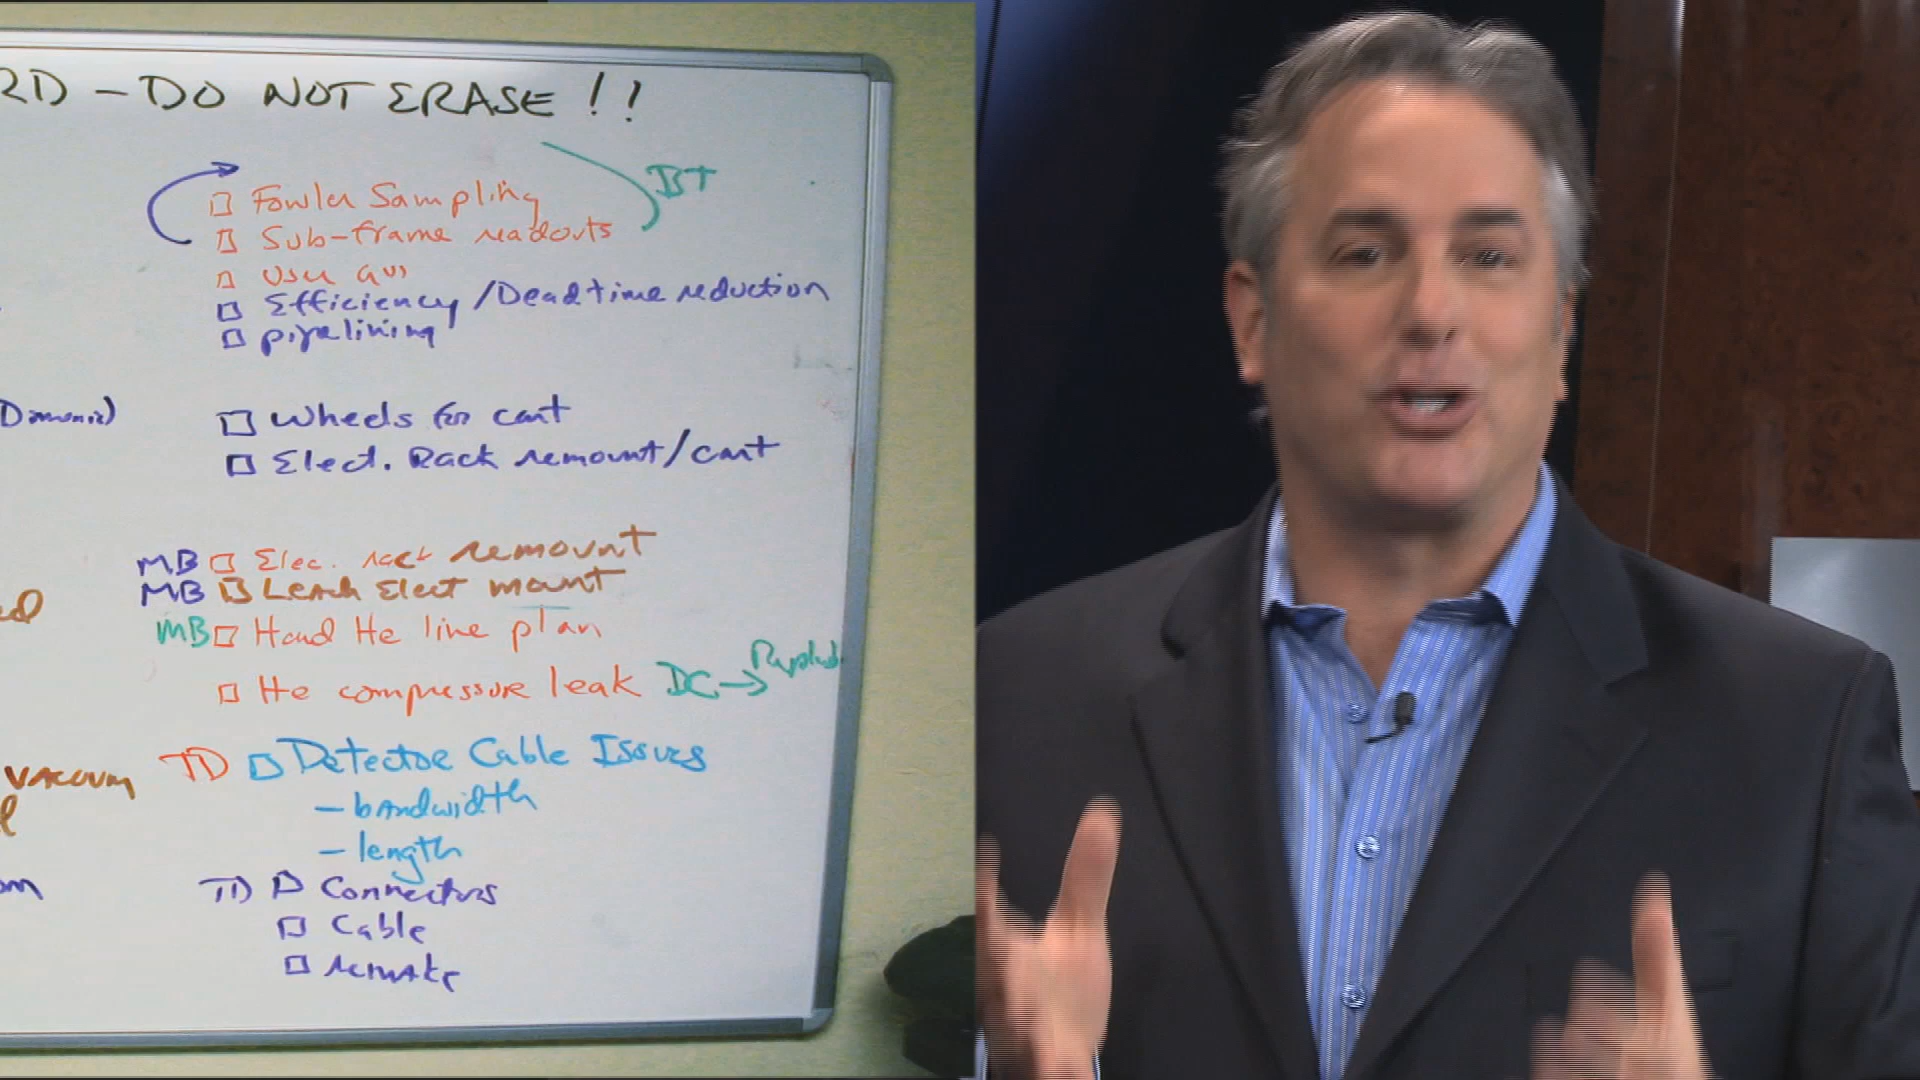 RD - DO NOT ERASE !!
BT
Fowler Sampling
Sub-frame readouts
Efficiency / Deadtime reduction
pipelining
Wheels for cart
Elect. Rack remount/cart
MB Elec. rack remount
MB Leach Elect mount
MB Hard He line plan
He compressure leak DC →
vacuum
TD Detector Cable Issues
- bandwidth
- length
TD Connectors
Cable
remake